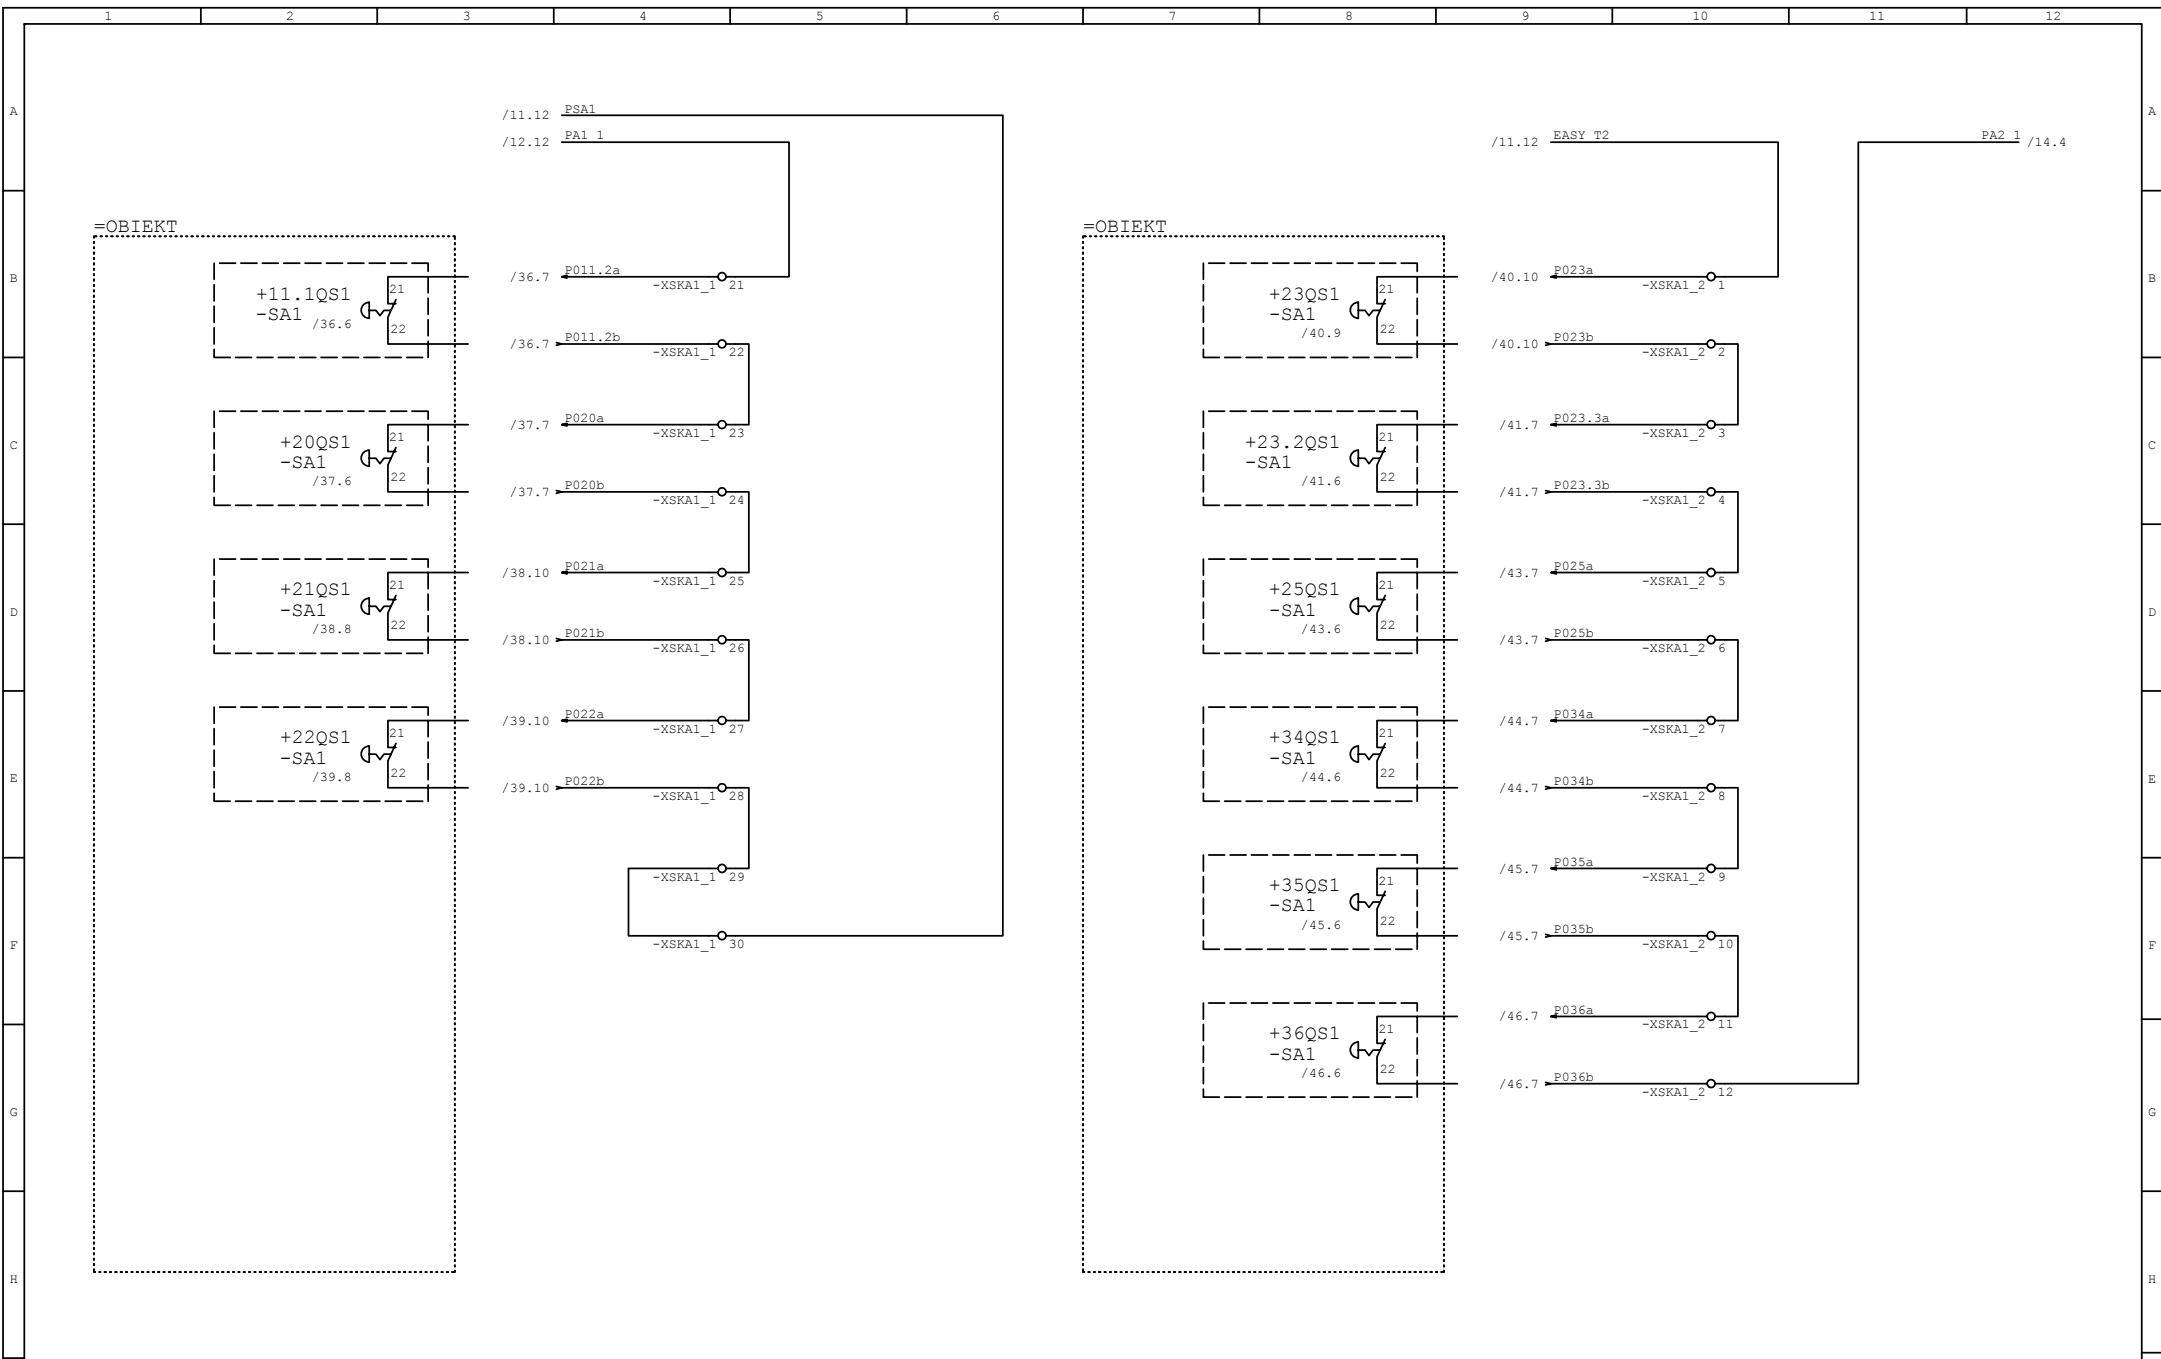 1 2 3 4 5 6 7 8 9 10 11 12
A
/11.12 PSA1
/12.12 PA1_1
/11.12 EASY_T2
PA2_1 /14.4
A
=OBIEKT
=OBIEKT
B
+11.1QS1
-SA1
/36.6
21
22
/36.7 P011.2a
-XSKA1_1 21
/36.7 P011.2b
-XSKA1_1 22
+23QS1
-SA1
/40.9
21
22
/40.10 P023a
-XSKA1_2 1
/40.10 P023b
-XSKA1_2 2
B
C
+20QS1
-SA1
/37.6
21
22
/37.7 P020a
-XSKA1_1 23
/37.7 P020b
-XSKA1_1 24
+23.2QS1
-SA1
/41.6
21
22
/41.7 P023.3a
-XSKA1_2 3
/41.7 P023.3b
-XSKA1_2 4
C
D
+21QS1
-SA1
/38.8
21
22
/38.10 P021a
-XSKA1_1 25
/38.10 P021b
-XSKA1_1 26
+25QS1
-SA1
/43.6
21
22
/43.7 P025a
-XSKA1_2 5
/43.7 P025b
-XSKA1_2 6
D
E
+22QS1
-SA1
/39.8
21
22
/39.10 P022a
-XSKA1_1 27
/39.10 P022b
-XSKA1_1 28
+34QS1
-SA1
/44.6
21
22
/44.7 P034a
-XSKA1_2 7
/44.7 P034b
-XSKA1_2 8
E
F
-XSKA1_1 29
-XSKA1_1 30
+35QS1
-SA1
/45.6
21
22
/45.7 P035a
-XSKA1_2 9
/45.7 P035b
-XSKA1_2 10
F
G
+36QS1
-SA1
/46.6
21
22
/46.7 P036a
-XSKA1_2 11
/46.7 P036b
-XSKA1_2 12
G
H
H